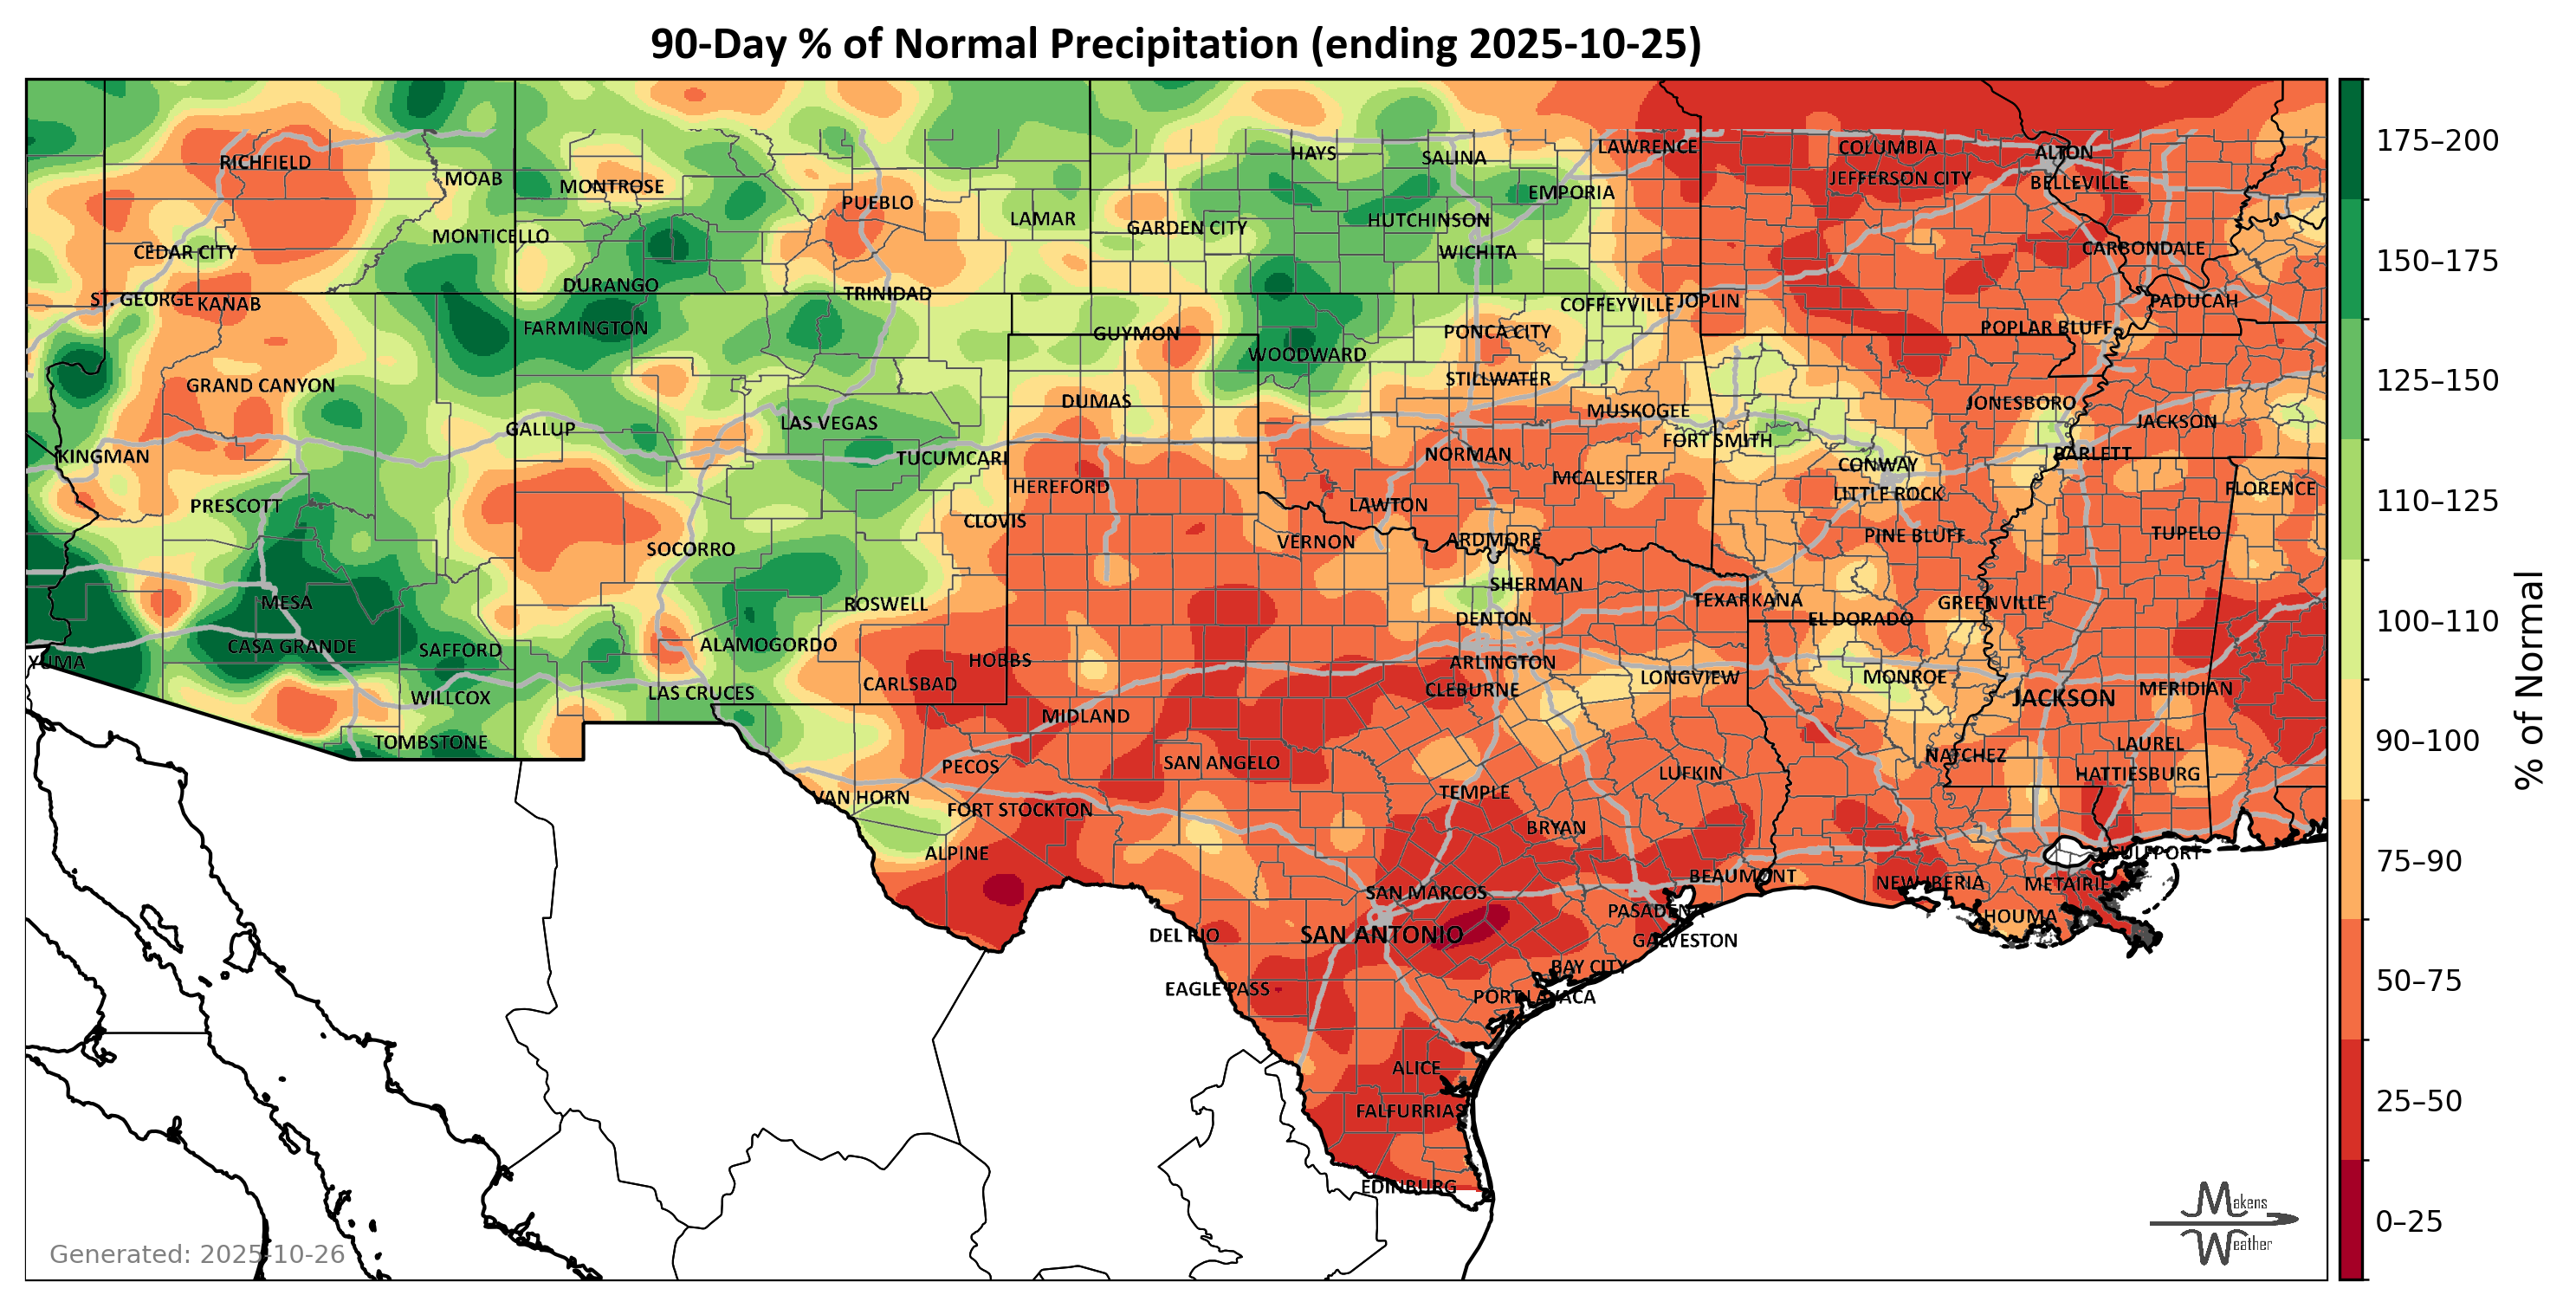 90-Day % of Normal Precipitation (ending 2025-10-25)
RICHFIELD
MOAB
MONTROSE
PUEBLO
LAMAR
HAYS
SALINA
LAWRENCE
COLUMBIA
ALTON
JEFFERSON CITY
BELLEVILLE
EMPORIA
GARDEN CITY
HUTCHINSON
WICHITA
MONTICELLO
CEDAR CITY
CARBONDALE
DURANGO
TRINIDAD
ST. GEORGE
KANAB
COFFEYVILLE
JOPLIN
PADUCAH
FARMINGTON
GUYMON
PONCA CITY
POPLAR BLUFF
WOODWARD
GRAND CANYON
STILLWATER
DUMAS
MUSKOGEE
JONESBORO
JACKSON
GALLUP
LAS VEGAS
FORT SMITH
KINGMAN
TUCUMCARI
NORMAN
BARLETT
CONWAY
HEREFORD
MCALESTER
LITTLE ROCK
FLORENCE
PRESCOTT
LAWTON
CLOVIS
SOCORRO
VERNON
ARDMORE
PINE BLUFF
TUPELO
SHERMAN
MESA
ROSWELL
TEXARKANA
GREENVILLE
DENTON
EL DORADO
CASA GRANDE
SAFFORD
ALAMOGORDO
YUMA
HOBBS
ARLINGTON
WILLCOX
LAS CRUCES
CARLSBAD
CLEBURNE
LONGVIEW
MONROE
JACKSON
MERIDIAN
MIDLAND
TOMBSTONE
PECOS
SAN ANGELO
LUFKIN
NATCHEZ
LAUREL
HATTIESBURG
VAN HORN
FORT STOCKTON
TEMPLE
BRYAN
ALPINE
GULFPORT
SAN MARCOS
BEAUMONT
NEW IBERIA
METAIRIE
PASADENA
HOUMA
DEL RIO
SAN ANTONIO
GALVESTON
BAY CITY
EAGLE PASS
PORT LAVACA
ALICE
FALFURRIAS
EDINBURG
175–200
150–175
125–150
110–125
100–110
90–100
75–90
50–75
25–50
0–25
% of Normal
Makens
Weather
Generated: 2025-10-26